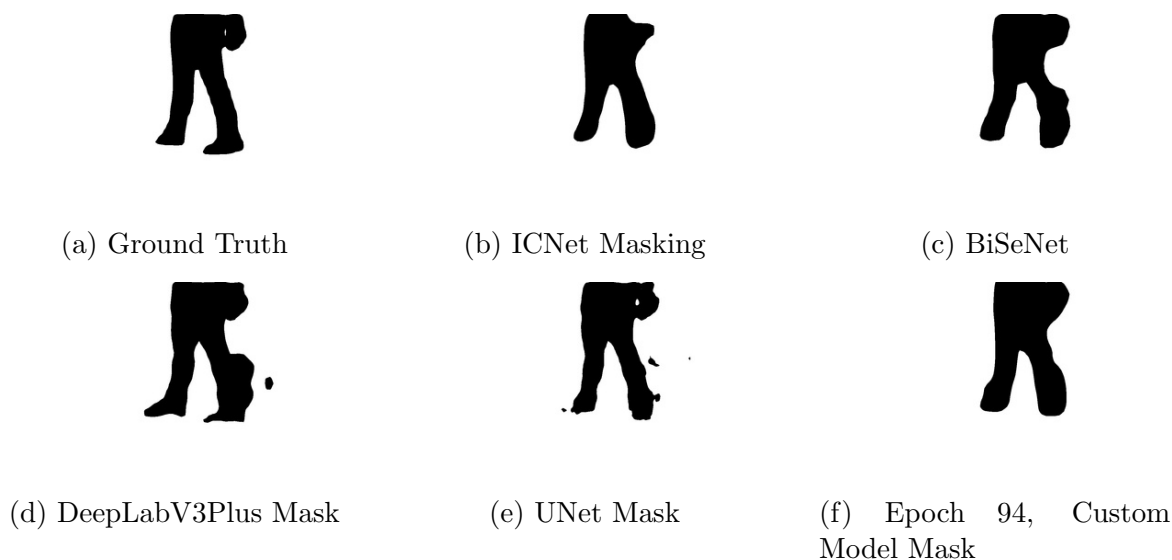 (a) Ground Truth
(b) ICNet Masking
(c) BiSeNet
(d) DeepLabV3Plus Mask
(e) UNet Mask
(f) Epoch 94, Custom
Model Mask